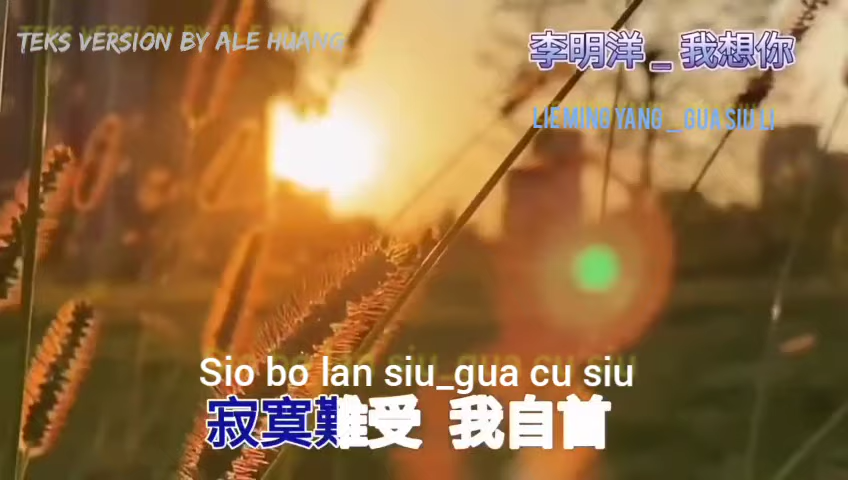 TEKS VERSION BY ALE HUANG
李明洋_我想你
LIE MING YANG _ GUA SIU LI
Sio bo lan siu_gua cu siu
寂寞難受 我自首